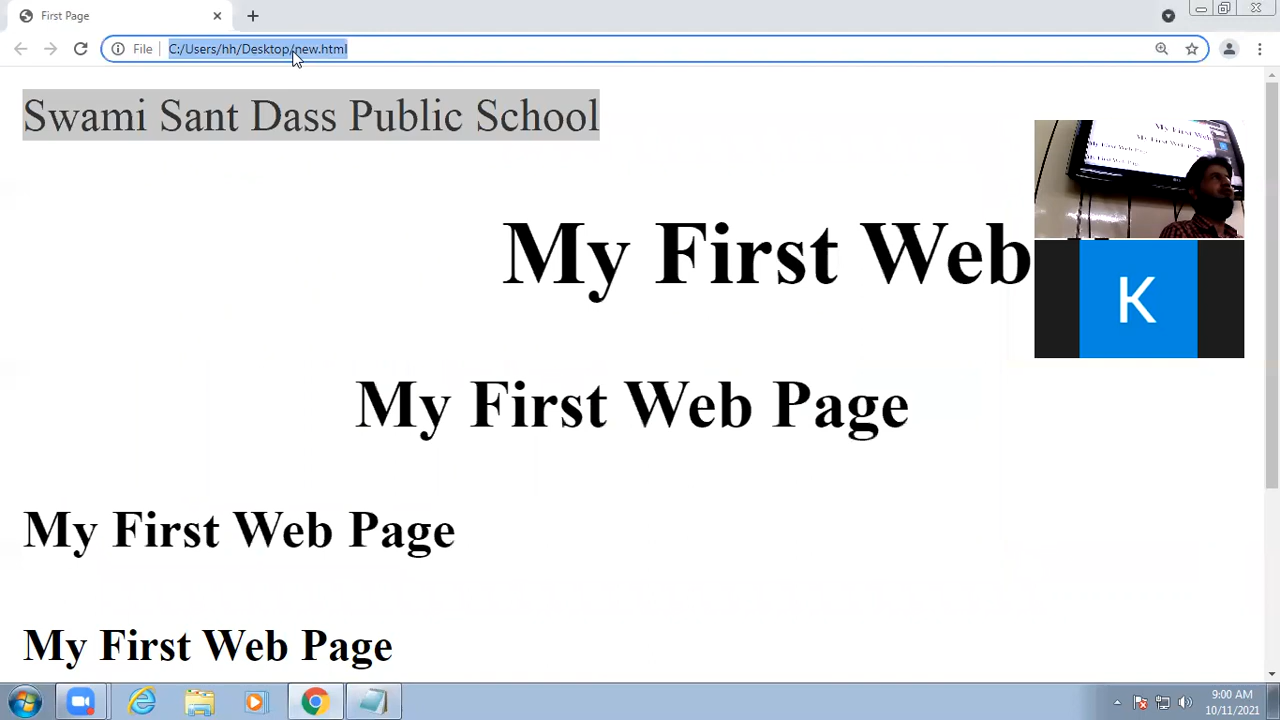 First Page
File
C:/Users/hh/Desktop/new.html
Swami Sant Dass Public School
My First Web
My First Web Page
My First Web Page
My First Web Page
K
9:00 AM
10/11/2021